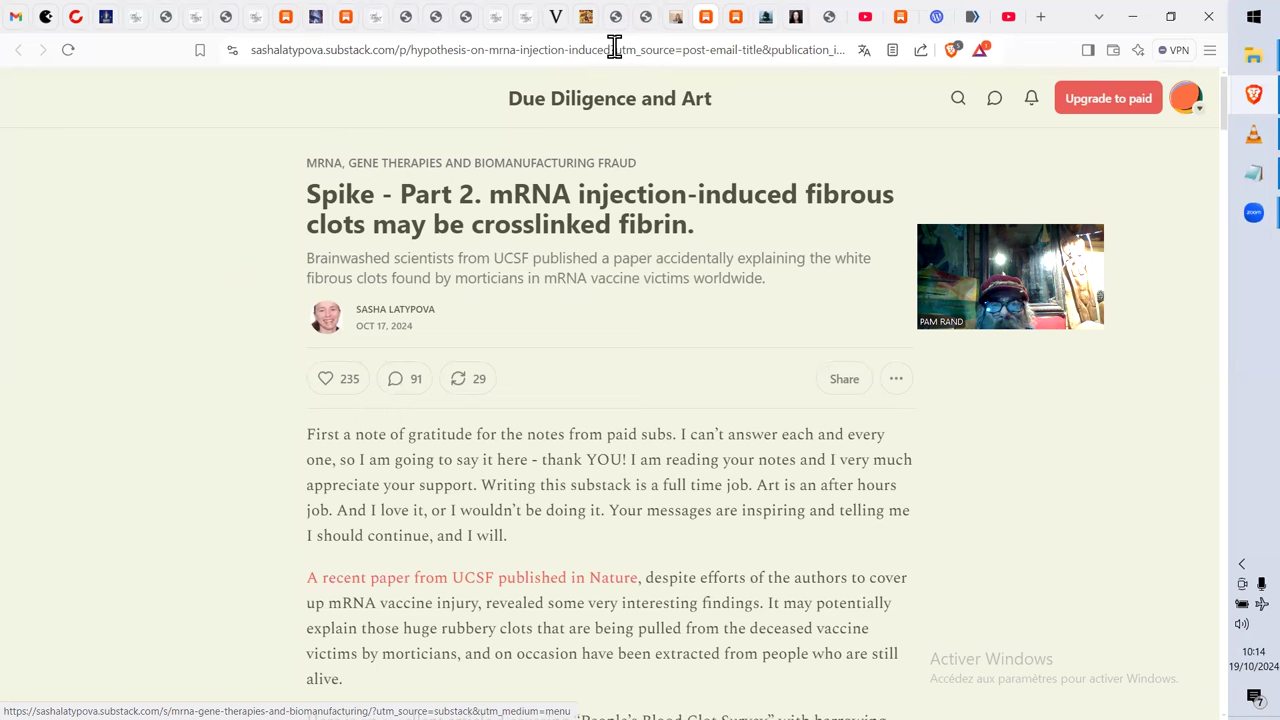 sashalatypova.substack.com/p/hypothesis-on-mrna-injection-induced?utm_source=post-email-title&publication_i...
VPN
Due Diligence and Art
Upgrade to paid
MRNA, GENE THERAPIES AND BIOMANUFACTURING FRAUD
Spike - Part 2. mRNA injection-induced fibrous
clots may be crosslinked fibrin.
Brainwashed scientists from UCSF published a paper accidentally explaining the white
fibrous clots found by morticians in mRNA vaccine victims worldwide.
SASHA LATYPOVA
OCT 17, 2024
PAM RAND
235
91
29
Share
First a note of gratitude for the notes from paid subs. I can’t answer each and every
one, so I am going to say it here - thank YOU! I am reading your notes and I very much
appreciate your support. Writing this substack is a full time job. Art is an after hours
job. And I love it, or I wouldn’t be doing it. Your messages are inspiring and telling me
I should continue, and I will.
A recent paper from UCSF published in Nature, despite efforts of the authors to cover
up mRNA vaccine injury, revealed some very interesting findings. It may potentially
explain those huge rubbery clots that are being pulled from the deceased vaccine
victims by morticians, and on occasion have been extracted from people who are still
alive.
“People’s Blood Clot Survey” with
Activer Windows
Accédez aux paramètres pour activer Windows.
zoom
10:14
19/10/2024
https://sashalatypova.substack.com/s/mrna-gene-therapies-and-biomanufacturing/?utm_source=substack&utm_medium=menu